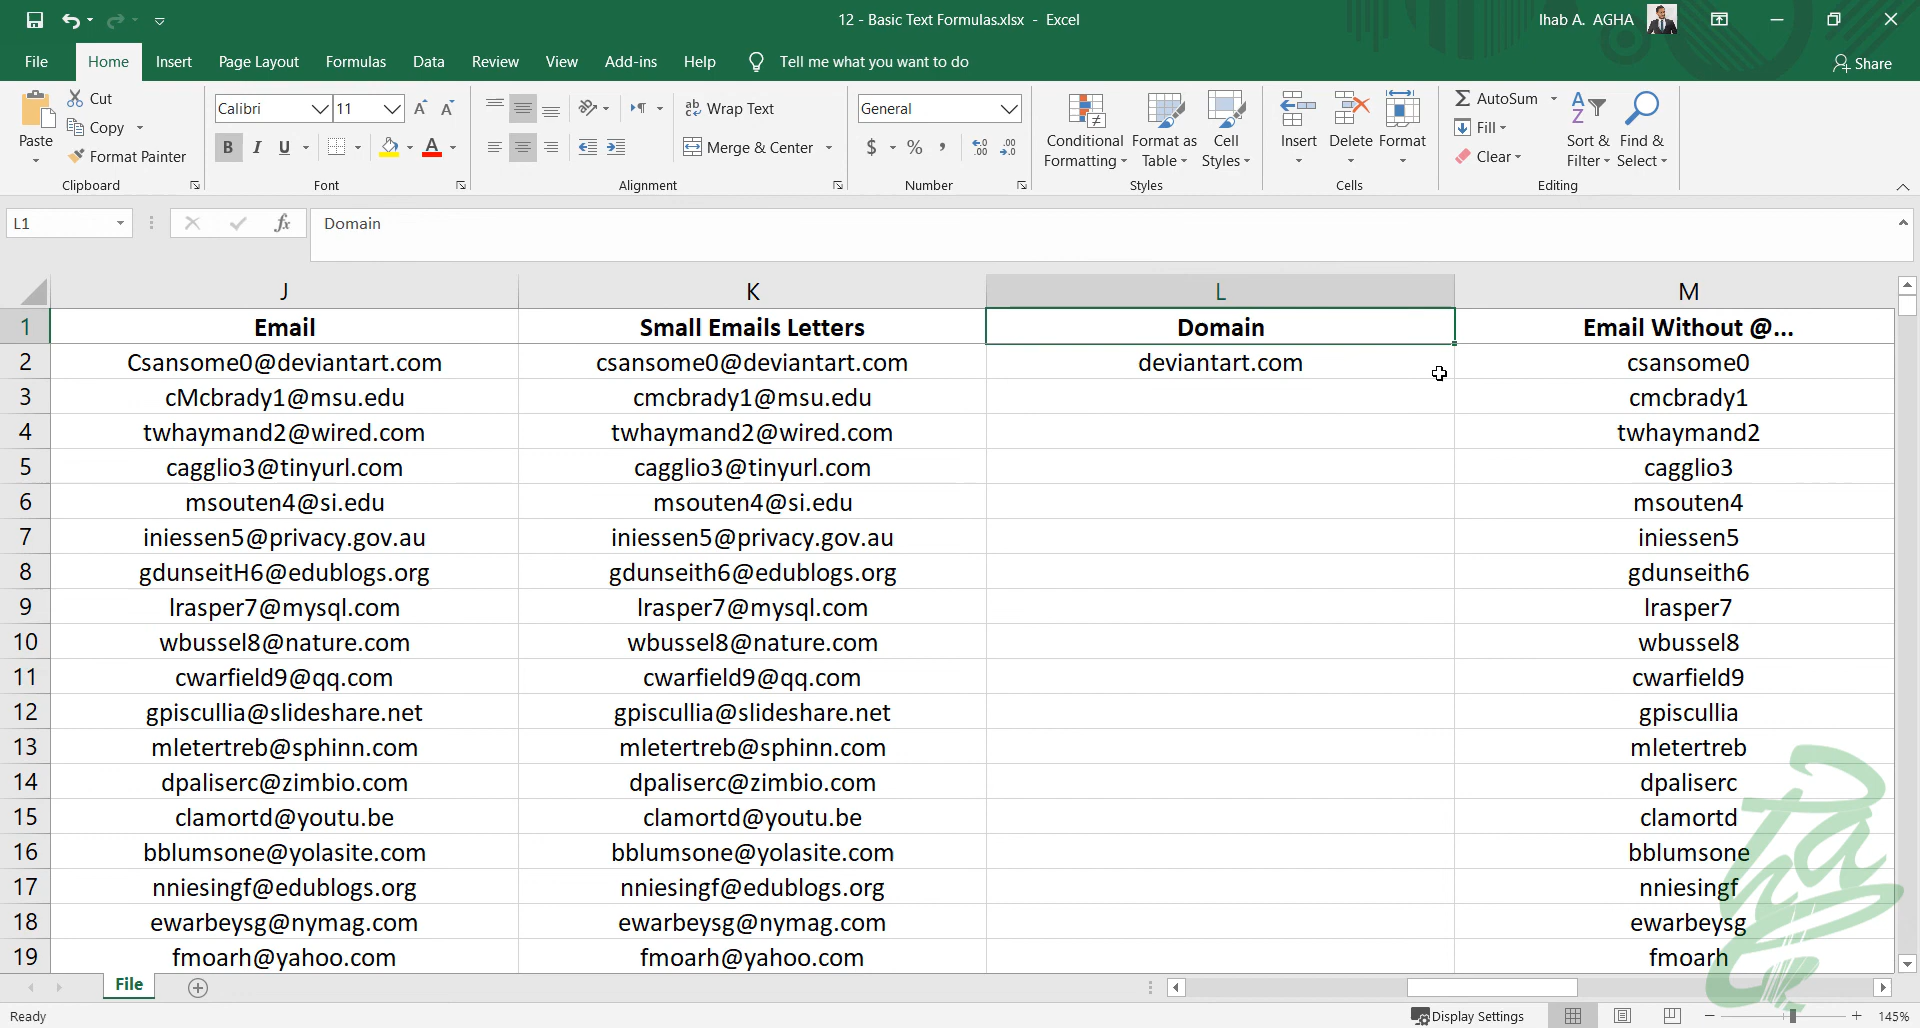 12 - Basic Text Formulas.xlsx - Excel
Ihab A. AGHA
File Home Insert Page Layout Formulas Data Review View Add-ins Help Tell me what you want to do Share
Paste
Cut
Copy
Format Painter
Clipboard
Calibri 11
B I U
Font
Wrap Text
Merge & Center
Alignment
General
$ % ,
Number
Conditional Formatting
Format as Table
Cell Styles
Styles
Insert
Delete
Format
Cells
AutoSum
Fill
Clear
Sort & Filter
Find & Select
Editing
L1 fx Domain
J K L M
1 Email Small Emails Letters Domain Email Without @...
2 Csansome0@deviantart.com csansome0@deviantart.com deviantart.com csansome0
3 cMcbrady1@msu.edu cmcbrady1@msu.edu cmcbrady1
4 twhaymand2@wired.com twhaymand2@wired.com twhaymand2
5 cagglio3@tinyurl.com cagglio3@tinyurl.com cagglio3
6 msouten4@si.edu msouten4@si.edu msouten4
7 iniessen5@privacy.gov.au iniessen5@privacy.gov.au iniessen5
8 gdunseitH6@edublogs.org gdunseith6@edublogs.org gdunseith6
9 lrasper7@mysql.com lrasper7@mysql.com lrasper7
10 wbussel8@nature.com wbussel8@nature.com wbussel8
11 cwarfield9@qq.com cwarfield9@qq.com cwarfield9
12 gpiscullia@slideshare.net gpiscullia@slideshare.net gpiscullia
13 mletertreb@sphinn.com mletertreb@sphinn.com mletertreb
14 dpaliserc@zimbio.com dpaliserc@zimbio.com dpaliserc
15 clamortd@youtu.be clamortd@youtu.be clamortd
16 bblumsone@yolasite.com bblumsone@yolasite.com bblumsone
17 nniesingf@edublogs.org nniesingf@edublogs.org nniesingf
18 ewarbeysg@nymag.com ewarbeysg@nymag.com ewarbeysg
19 fmoarh@yahoo.com fmoarh@yahoo.com fmoarh
File
Ready Display Settings 145%